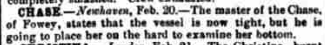 CHASE.—Newhaven, Feb. 20.—The master of the Chase,
of Fowey, states that the vessel is now tight, but he is
going to place her on the hard to examine her bottom.